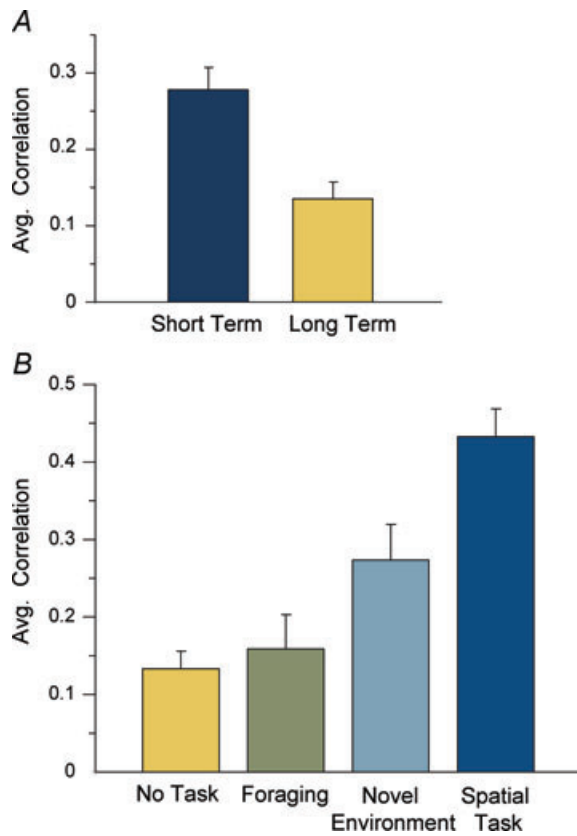 A
Avg. Correlation
0.3
0.2
0.1
0
Short Term
Long Term
B
Avg. Correlation
0.5
0.4
0.3
0.2
0.1
0
No Task
Foraging
Novel Environment
Spatial Task